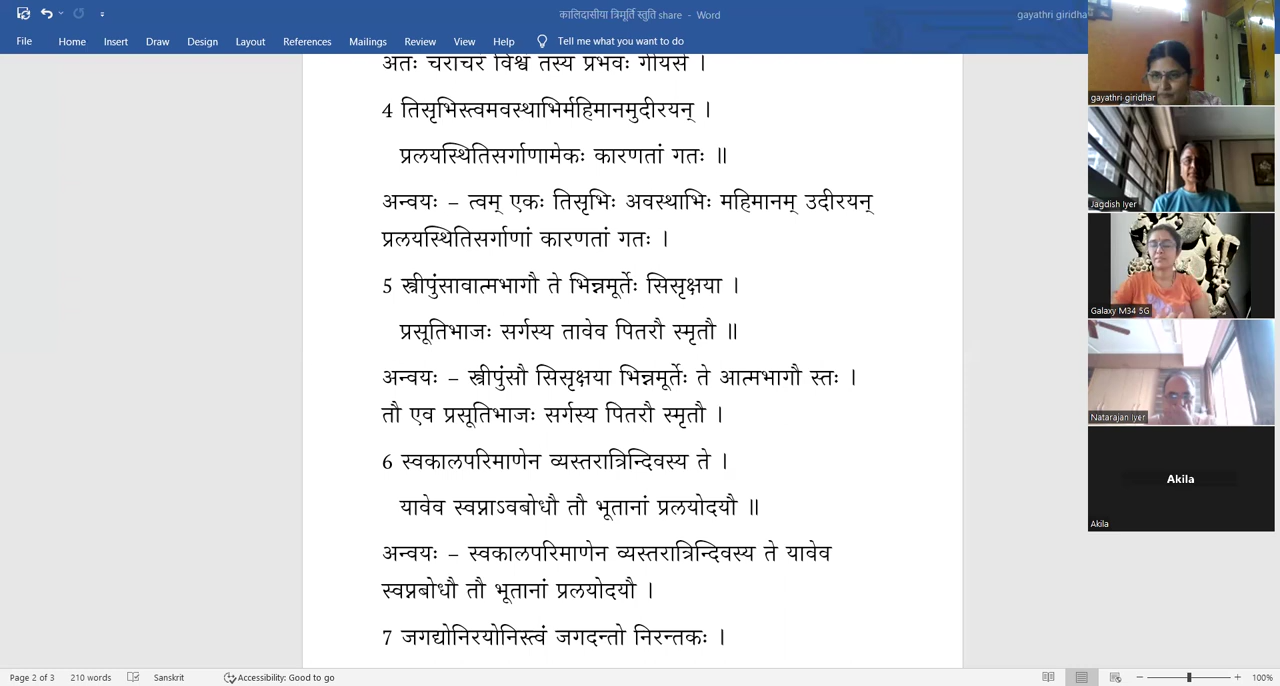 कालिदासीया त्रिमूर्ति स्तुति share - Word
gayathri giridha
File Home Insert Draw Design Layout References Mailings Review View Help Tell me what you want to do
अतः चराचरं विश्वं तस्य प्रभवः गीयसे ।
4 तिसृभिस्त्वमवस्थाभिर्महिमानमुदीरयन् ।
प्रलयस्थितिसर्गाणामेकः कारणतां गतः ॥
अन्वयः – त्वम् एकः तिसृभिः अवस्थाभिः महिमानम् उदीरयन्
प्रलयस्थितिसर्गाणां कारणतां गतः ।
5 स्त्रीपुंसावात्मभागौ ते भिन्नमूर्तेः सिसृक्षया ।
प्रसूतिभाजः सर्गस्य तावेव पितरौ स्मृतौ ॥
अन्वयः – स्त्रीपुंसौ सिसृक्षया भिन्नमूर्तेः ते आत्मभागौ स्तः ।
तौ एव प्रसूतिभाजः सर्गस्य पितरौ स्मृतौ ।
6 स्वकालपरिमाणेन व्यस्तरात्रिन्दिवस्य ते ।
यावेव स्वप्नाऽवबोधौ तौ भूतानां प्रलयोदयौ ॥
अन्वयः – स्वकालपरिमाणेन व्यस्तरात्रिन्दिवस्य ते यावेव
स्वप्नबोधौ तौ भूतानां प्रलयोदयौ ।
7 जगद्योनिरयोनिस्त्वं जगदन्तो निरन्तकः ।
gayathri giridhar
Jagdish Iyer
Galaxy M34 5G
Natarajan Iyer
Akila
Akila
Page 2 of 3 210 words Sanskrit Accessibility: Good to go 100%